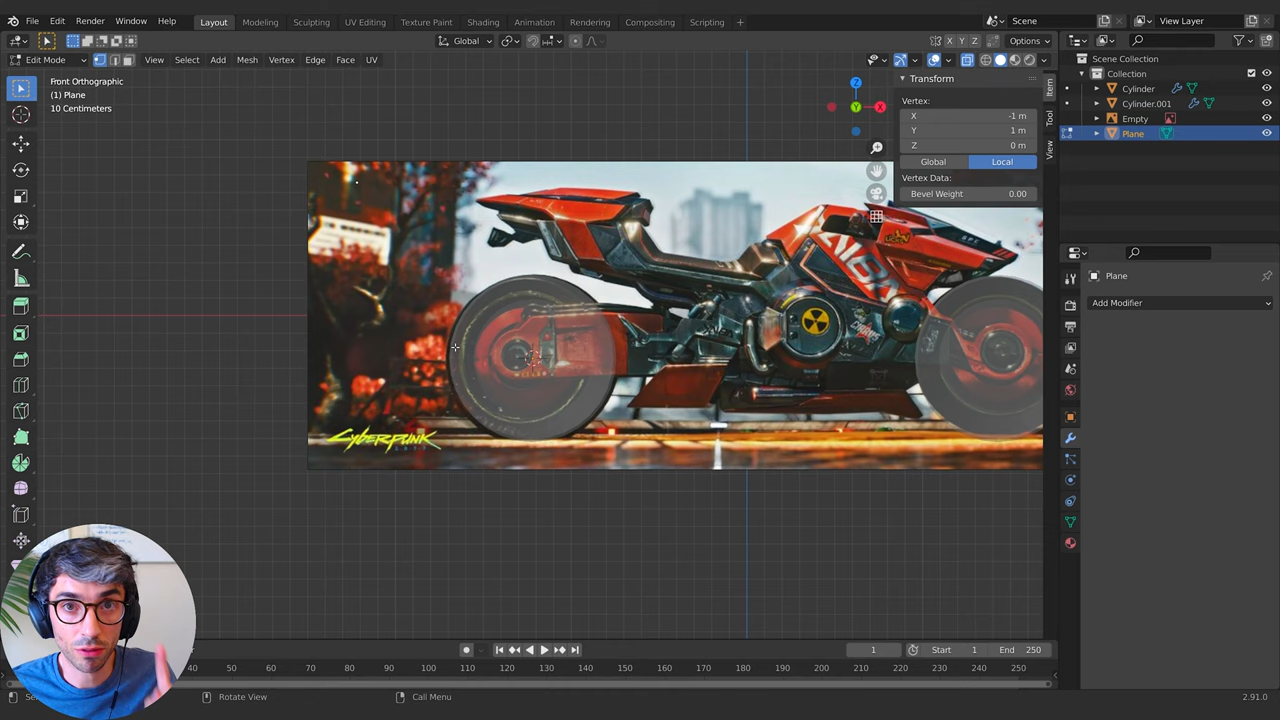 File Edit Render Window Help Layout Modeling Sculpting UV Editing Texture Paint Shading Animation Rendering Compositing Scripting + Scene View Layer
Global X Y Z Options
Edit Mode View Select Add Mesh Vertex Edge Face UV
Scene Collection
Collection
Cylinder
Cylinder.001
Empty
Plane
Front Orthographic
(1) Plane
10 Centimeters
Z
Y
X
Transform
Vertex:
X -1 m
Y 1 m
Z 0 m
Global Local
Vertex Data:
Bevel Weight 0.00
Item
Tool
View
Plane
Add Modifier
CYBERPUNK
1 Start 1 End 250
40 50 60 70 80 90 100 110 120 130 140 150 160 170 180 190 200 210 220 230 240 250
Rotate View
Call Menu
2.91.0